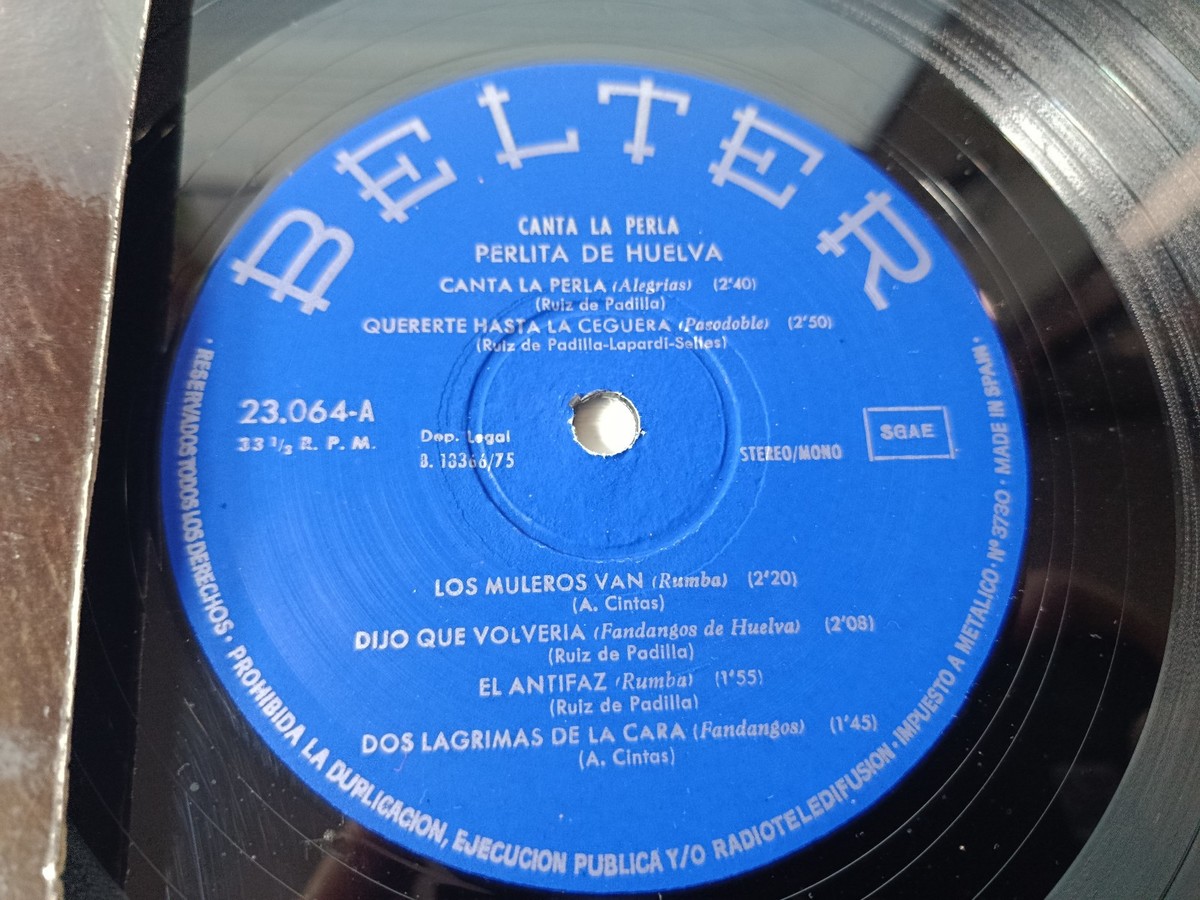 BELTER
CANTA LA PERLA
PERLITA DE HUELVA
CANTA LA PERLA (Alegrias) (2'40)
(Ruiz de Padilla)
QUERERTE HASTA LA CEGUERA (Pasodoble) (2'50)
(Ruiz de Padilla-Lapardi-Selles)
23.064-A
33 1/3 R. P. M.
Dep. Legal
B. 13366/75
STEREO/MONO
SGAE
LOS MULEROS VAN (Rumba) (2'20)
(A. Cintas)
DIJO QUE VOLVERIA (Fandangos de Huelva) (2'08)
(Ruiz de Padilla)
EL ANTIFAZ (Rumba) (1'55)
(Ruiz de Padilla)
DOS LAGRIMAS DE LA CARA (Fandangos) (1'45)
(A. Cintas)
· RESERVADOS TODOS LOS DERECHOS · PROHIBIDA LA DUPLICACION, EJECUCION PUBLICA Y/O RADIOTELEDIFUSION · IMPUESTO A METALICO · Nº 3730 · MADE IN SPAIN ·